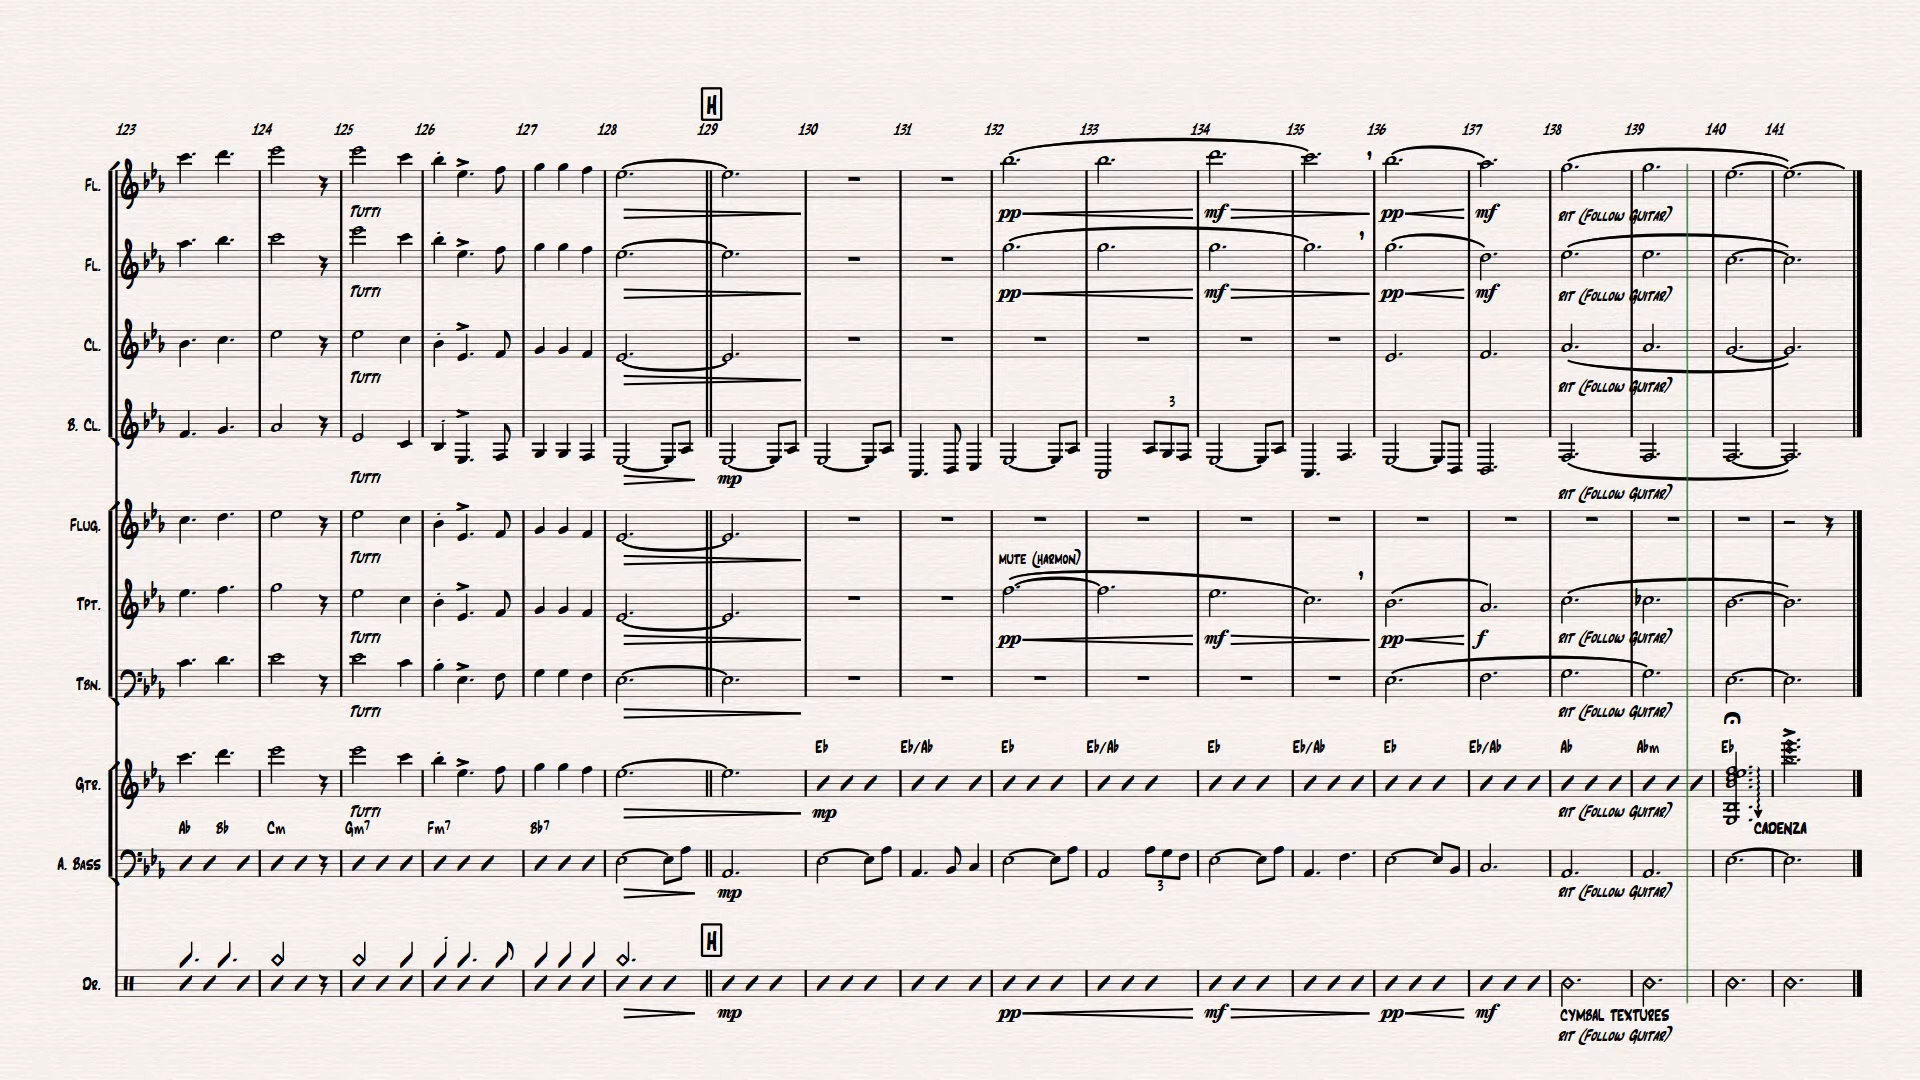 H
123 124 125 126 127 128 129 130 131 132 133 134 135 136 137 138 139 140 141
Fl.
Tutti pp mf pp mf rit (Follow Guitar)
Fl.
Tutti pp mf pp mf rit (Follow Guitar)
Cl.
Tutti rit (Follow Guitar)
3
B. Cl.
Tutti mp rit (Follow Guitar)
Flug.
Tutti
mute (harmon)
Tpt.
Tutti pp mf pp f rit (Follow Guitar)
Tbn.
Tutti rit (Follow Guitar)
Eb Eb/Ab Eb Eb/Ab Eb Eb/Ab Eb Eb/Ab Ab Abm Eb
Gtr.
Tutti mp rit (Follow Guitar)
Ab Bb Cm Gm7 Fm7 Bb7 CADENZA
A. Bass
3
mp rit (Follow Guitar)
H
Dr.
mp pp mf pp mf CYMBAL TEXTURES
rit (Follow Guitar)